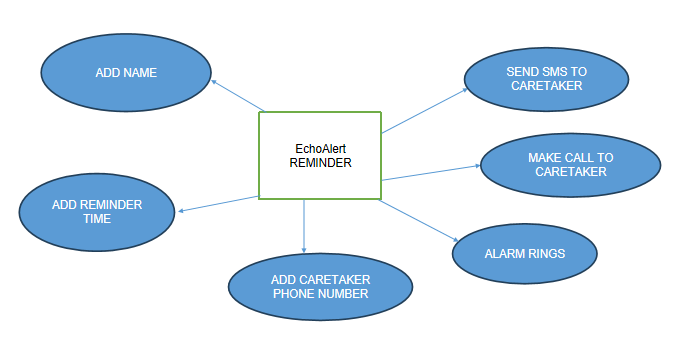 ADD NAME
SEND SMS TO
CARETAKER
EchoAlert
REMINDER
MAKE CALL TO
CARETAKER
ADD REMINDER
TIME
ALARM RINGS
ADD CARETAKER
PHONE NUMBER